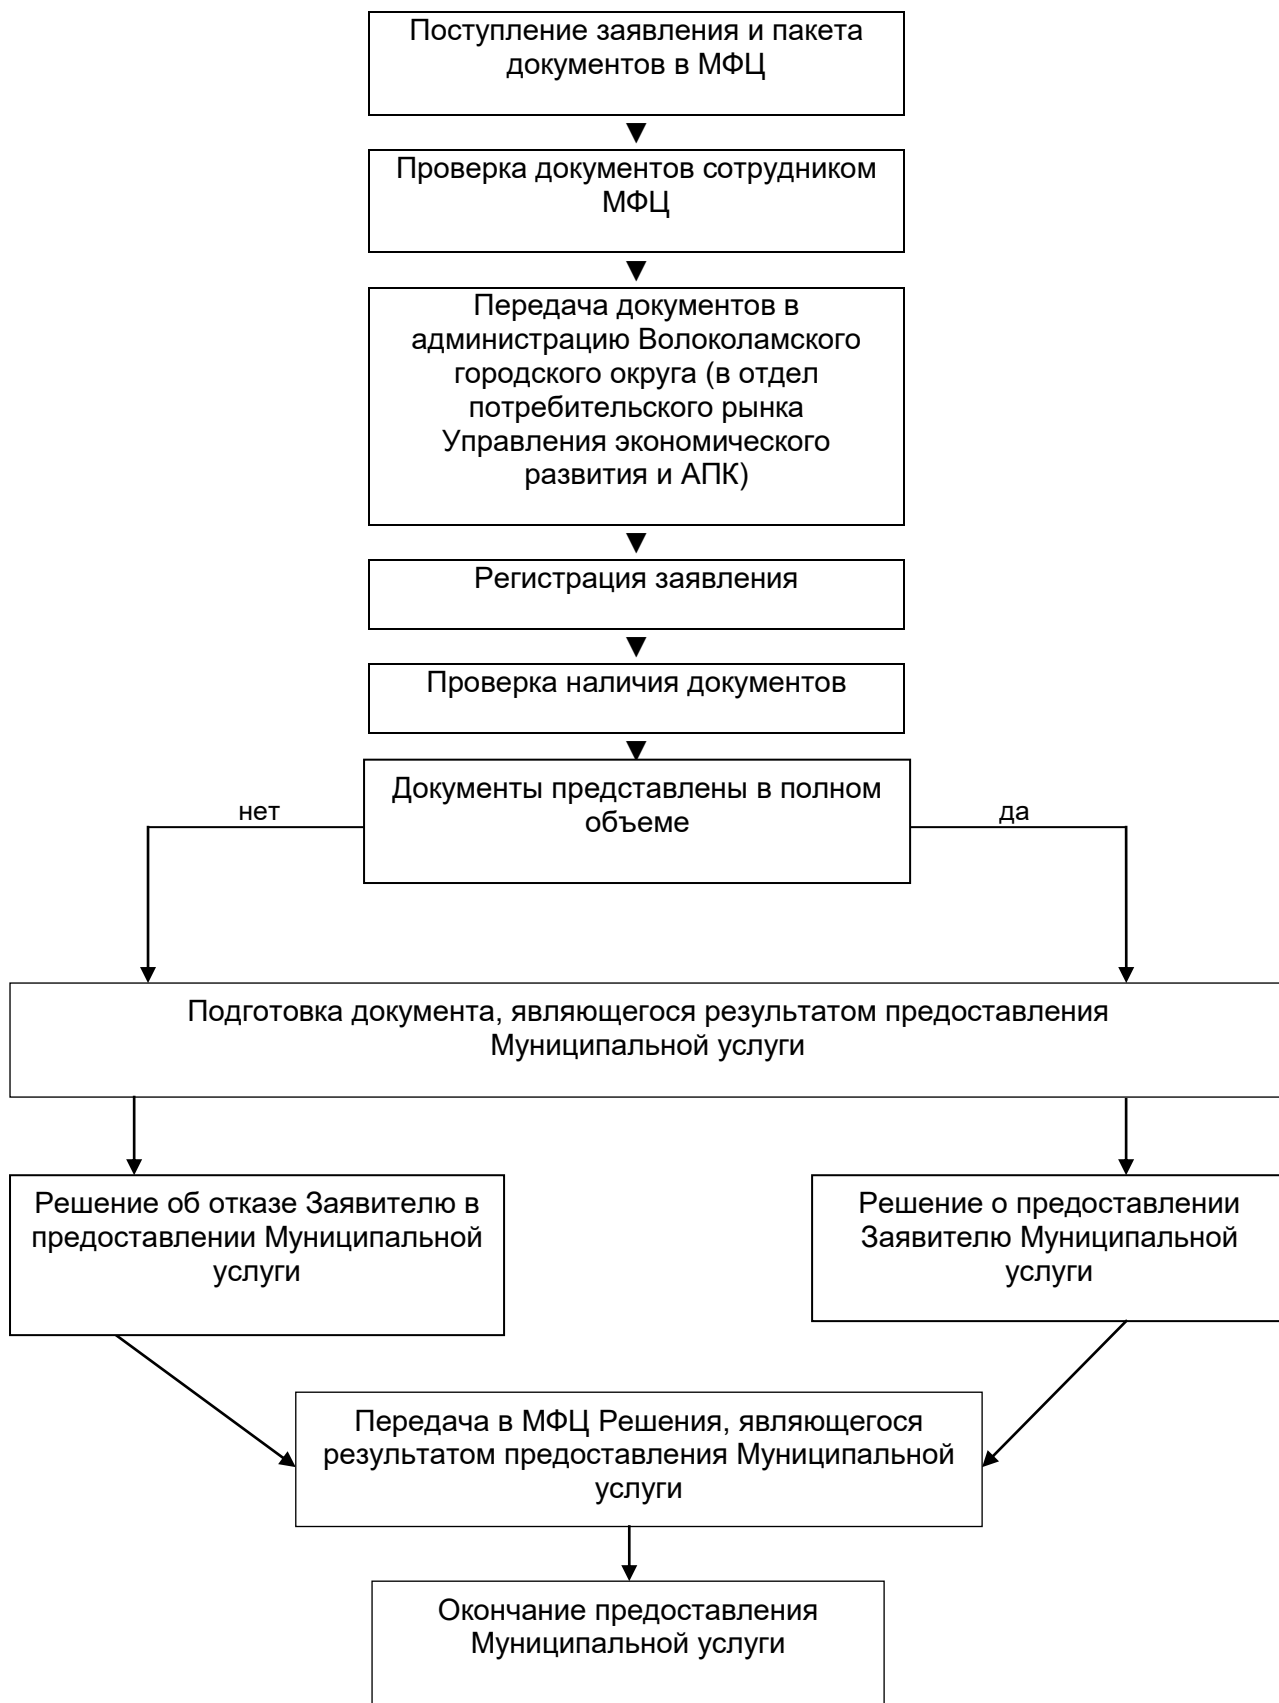 Поступление заявления и пакета
документов в МФЦ
Проверка документов сотрудником
МФЦ
Передача документов в
администрацию Волоколамского
городского округа (в отдел
потребительского рынка
Управления экономического
развития и АПК)
Регистрация заявления
Проверка наличия документов
Документы представлены в полном
объеме
нет
да
Подготовка документа, являющегося результатом предоставления
Муниципальной услуги
Решение об отказе Заявителю в
предоставлении Муниципальной
услуги
Решение о предоставлении
Заявителю Муниципальной
услуги
Передача в МФЦ Решения, являющегося
результатом предоставления Муниципальной
услуги
Окончание предоставления
Муниципальной услуги